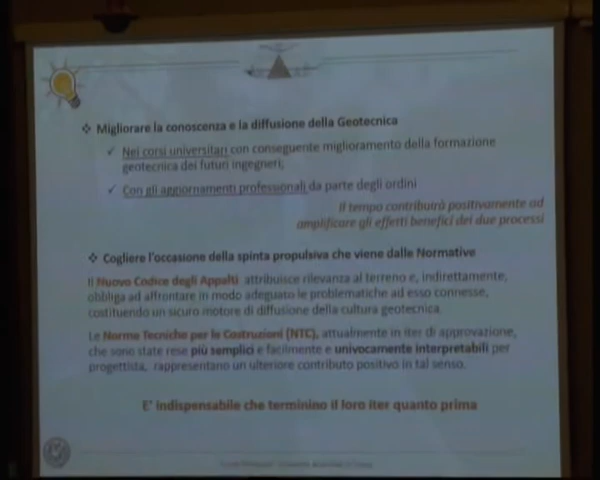 ❖ Migliorare la conoscenza e la diffusione della Geotecnica
✓ Nei corsi universitari con conseguente miglioramento della formazione
geotecnica dei futuri ingegneri;
✓ Con gli aggiornamenti professionali da parte degli ordini
Il tempo contribuirà positivamente ad
amplificare gli effetti benefici dei due processi
❖ Cogliere l'occasione della spinta propulsiva che viene dalle Normative
Il Nuovo Codice degli Appalti attribuisce rilevanza al terreno e, indirettamente,
obbliga ad affrontare in modo adeguato le problematiche ad esso connesse,
costituendo un sicuro motore di diffusione della cultura geotecnica
Le Norme Tecniche per le Costruzioni (NTC), attualmente in iter di approvazione,
che sono state rese più semplici e facilmente e univocamente interpretabili per
progettista, rappresentano un ulteriore contributo positivo in tal senso.
E' indispensabile che terminino il loro iter quanto prima